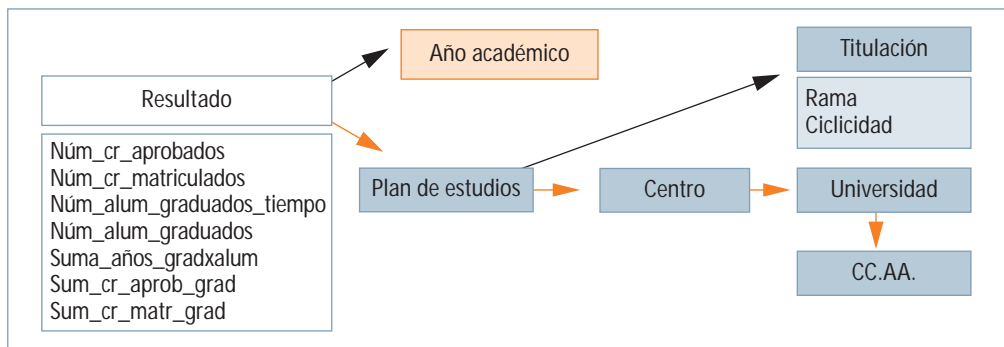 Año académico
Titulación
Rama
Ciclicidad
Resultado
Núm_cr_aprobados
Núm_cr_matriculados
Núm_alum_graduados_tiempo
Núm_alum_graduados
Suma_años_gradxalum
Sum_cr_aprob_grad
Sum_cr_matr_grad
Plan de estudios
Centro
Universidad
CC.AA.